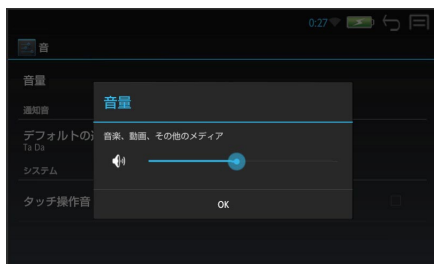 0:27
音
音量
通知音
デフォルトの通
Ta Da
システム
タッチ操作音
音量
音楽、動画、その他のメディア
OK